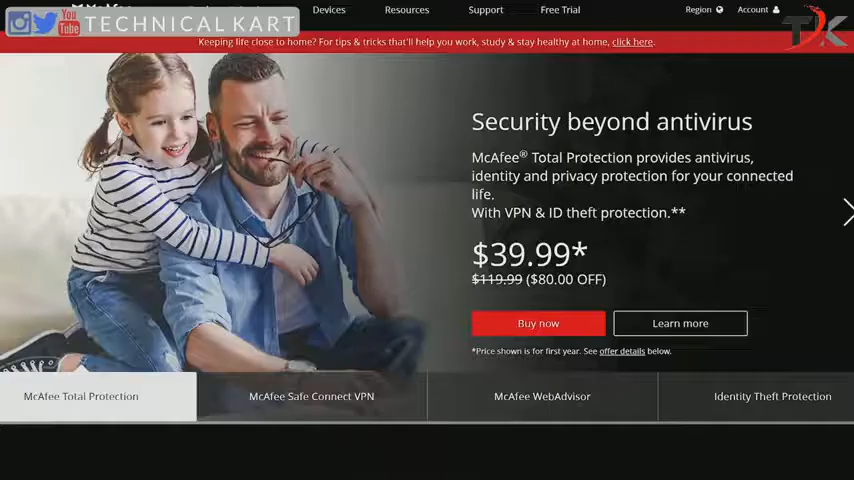 Devices Resources Support Free Trial Region Account
You Tube TECHNICAL KART
TK
Keeping life close to home? For tips & tricks that'll help you work, study & stay healthy at home, click here.
Security beyond antivirus
McAfee® Total Protection provides antivirus,
identity and privacy protection for your connected
life.
With VPN & ID theft protection.**
$39.99*
$119.99 ($80.00 OFF)
Buy now Learn more
*Price shown is for first year. See offer details below.
McAfee Total Protection McAfee Safe Connect VPN McAfee WebAdvisor Identity Theft Protection